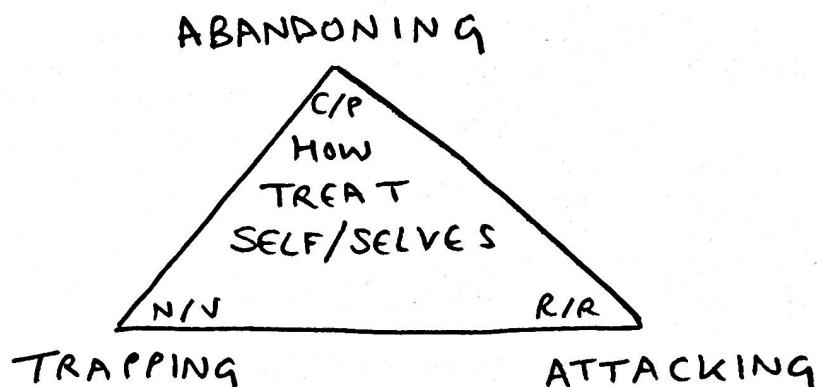 ABANDONING
C/P
HOW
TREAT
SELF/SELVES
N/V R/R
TRAPPING ATTACKING